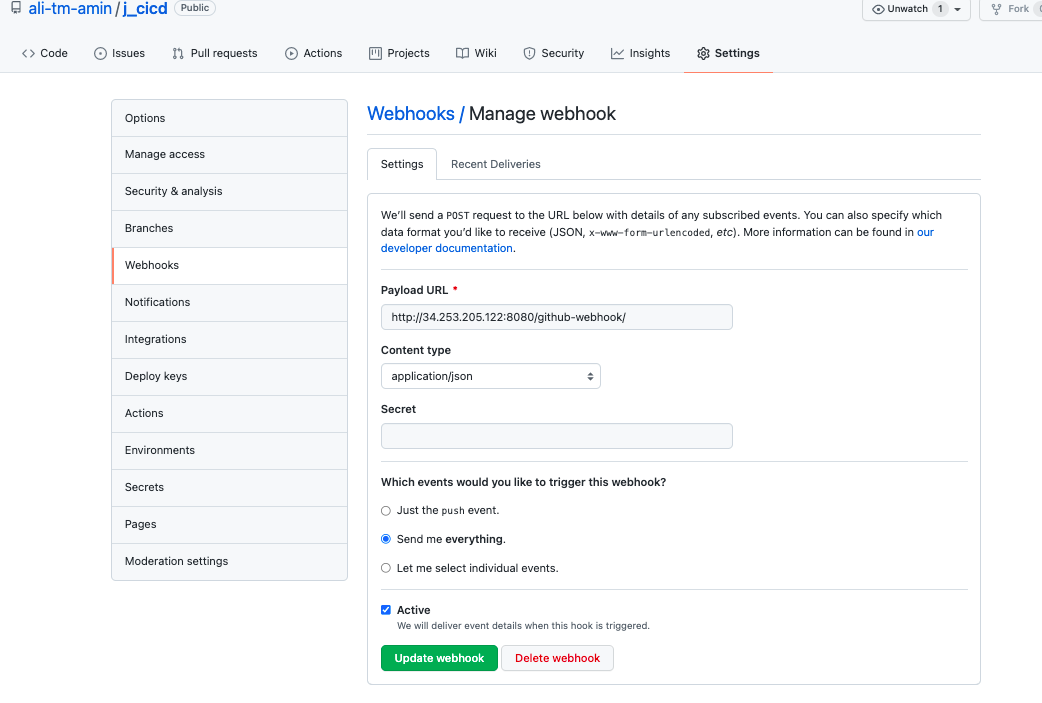 ali-tm-amin / j_cicd Public
Unwatch 1
Fork
Code
Issues
Pull requests
Actions
Projects
Wiki
Security
Insights
Settings
Options
Manage access
Security & analysis
Branches
Webhooks
Notifications
Integrations
Deploy keys
Actions
Environments
Secrets
Pages
Moderation settings
Webhooks / Manage webhook
Settings
Recent Deliveries
We'll send a POST request to the URL below with details of any subscribed events. You can also specify which
data format you'd like to receive (JSON, x-www-form-urlencoded, etc). More information can be found in our
developer documentation.
Payload URL *
http://34.253.205.122:8080/github-webhook/
Content type
application/json
Secret
Which events would you like to trigger this webhook?
Just the push event.
Send me everything.
Let me select individual events.
Active
We will deliver event details when this hook is triggered.
Update webhook
Delete webhook